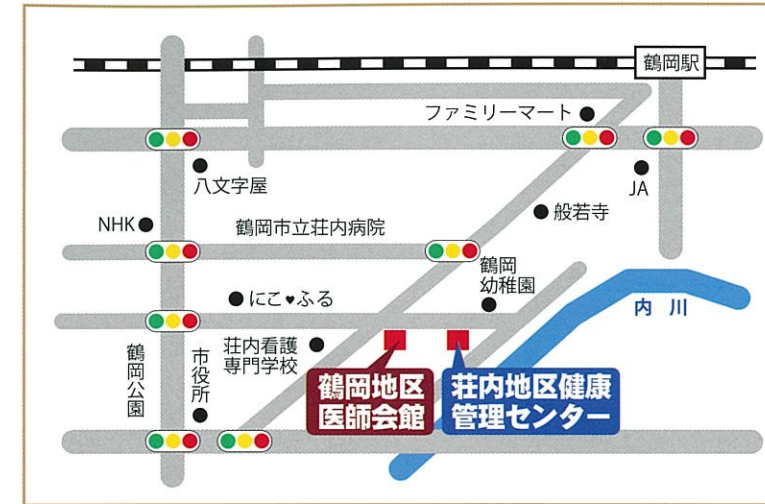 鶴岡駅
ファミリーマート
八文字屋
JA
般若寺
NHK
鶴岡市立荘内病院
鶴岡
幼稚園
にこ♥ふる
内川
荘内看護
専門学校
鶴岡公園
市役所
鶴岡地区
医師会館
荘内地区健康
管理センター